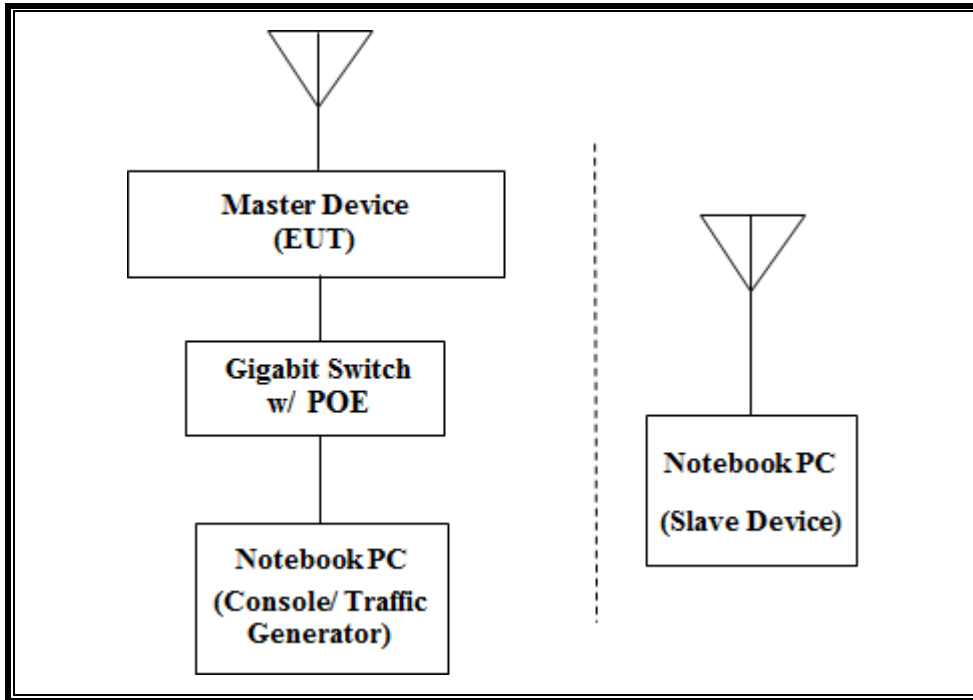 Master Device
(EUT)
Gigabit Switch
w/ POE
Notebook PC
(Console/ Traffic
Generator)
Notebook PC
(Slave Device)